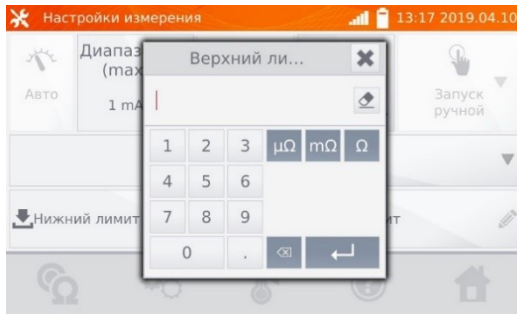 Настройки измерения 13:17 2019.04.10
Диапаз
(max
Авто
1 mA
Верхний ли...
Запуск
ручной
1 2 3 µΩ mΩ Ω
4 5 6
7 8 9
0 .
Нижний лимит
ит